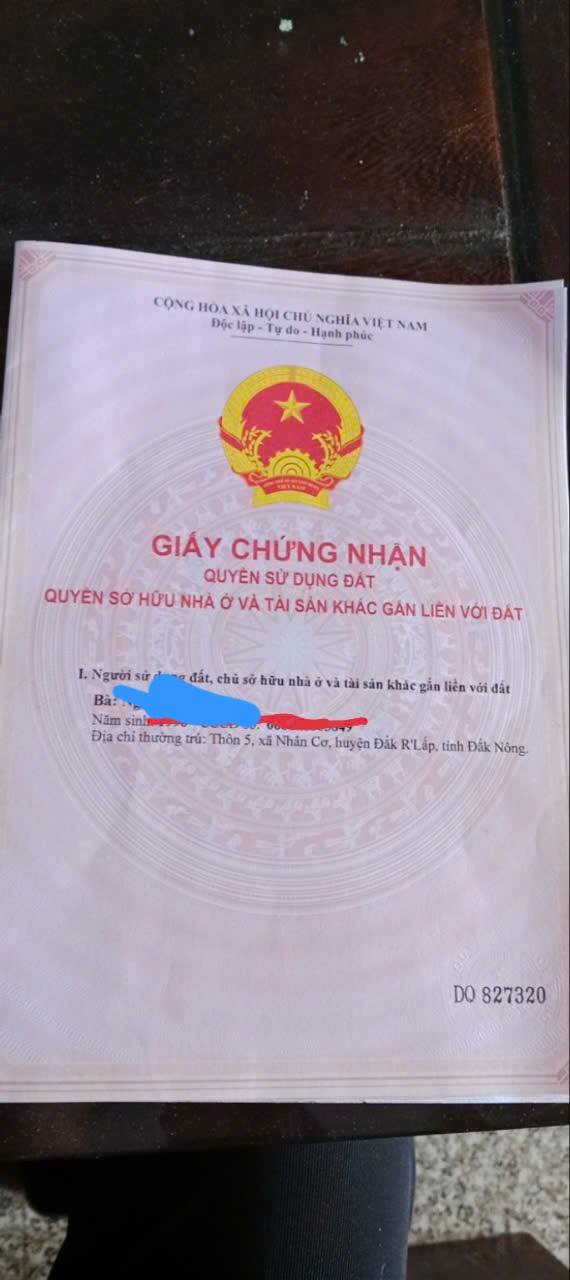 CỘNG HÒA XÃ HỘI CHỦ NGHĨA VIỆT NAM
Độc lập - Tự do - Hạnh phúc
GIẤY CHỨNG NHẬN
QUYỀN SỬ DỤNG ĐẤT
QUYỀN SỞ HỮU NHÀ Ở VÀ TÀI SẢN KHÁC GẮN LIỀN VỚI ĐẤT
I. Người sử dụng đất, chủ sở hữu nhà ở và tài sản khác gắn liền với đất
Bà:
Năm sinh
Địa chỉ thường trú: Thôn 5, xã Nhân Cơ, huyện Đắk R'Lấp, tỉnh Đắk Nông.
DO 827320